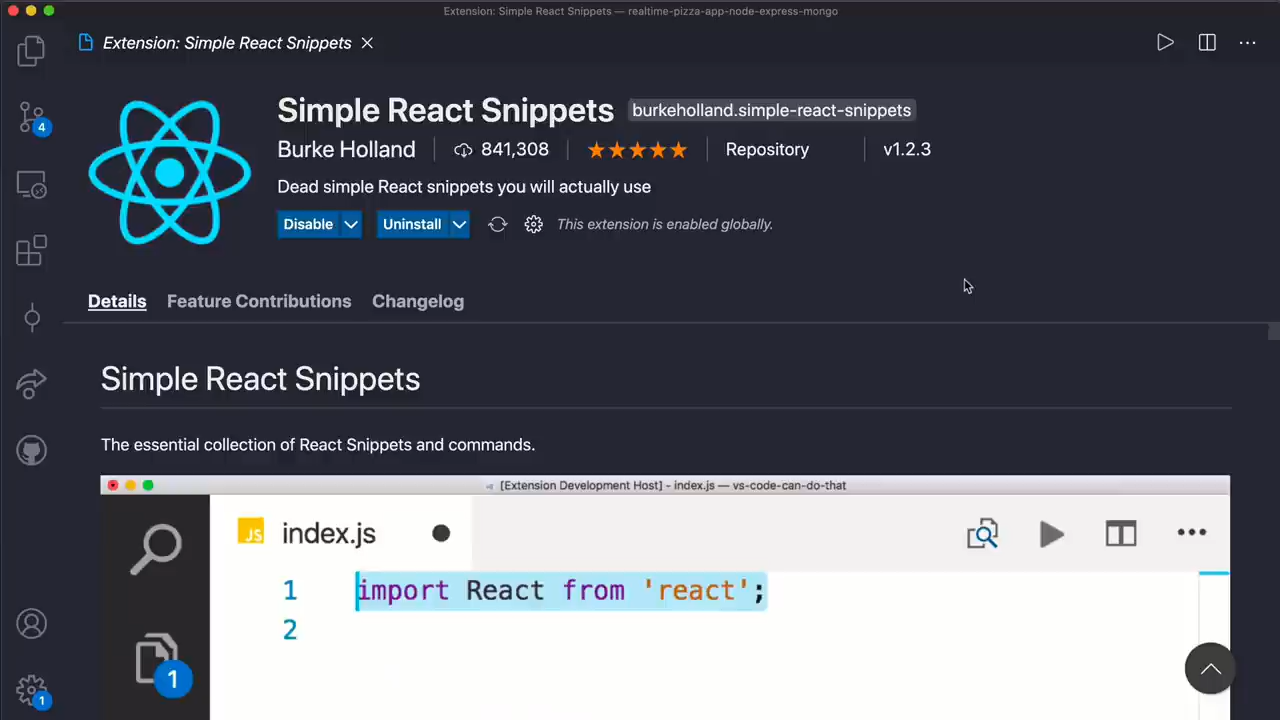 Extension: Simple React Snippets — realtime-pizza-app-node-express-mongo
Extension: Simple React Snippets
Simple React Snippets burkeholland.simple-react-snippets
Burke Holland 841,308 Repository v1.2.3
Dead simple React snippets you will actually use
Disable Uninstall This extension is enabled globally.
4
Details Feature Contributions Changelog
Simple React Snippets
The essential collection of React Snippets and commands.
[Extension Development Host] - index.js — vs-code-can-do-that
JS index.js
1 import React from 'react';
2
1
1